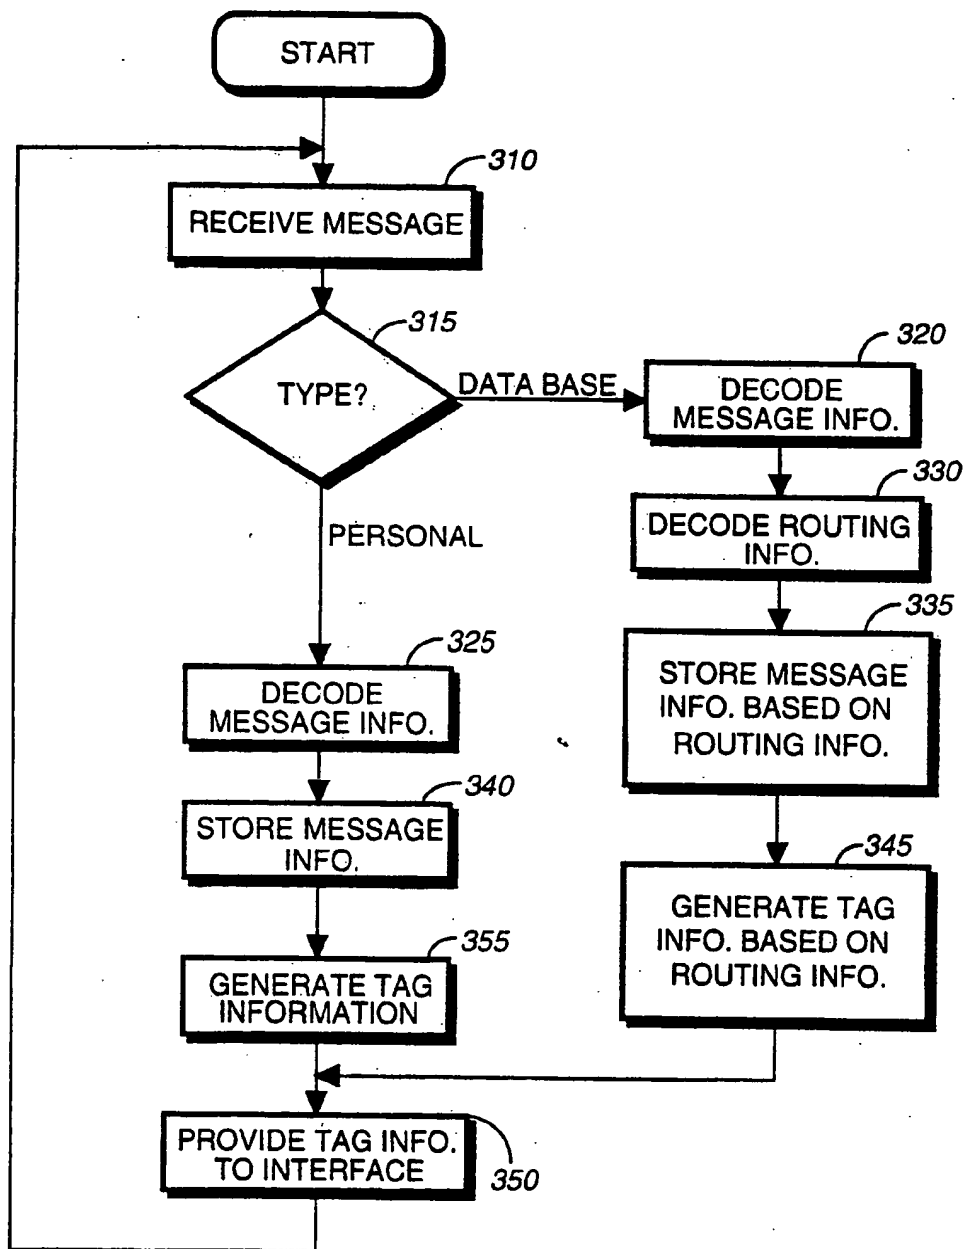 START
310
RECEIVE MESSAGE
315
TYPE?
DATA BASE
320
DECODE
MESSAGE INFO.
330
DECODE ROUTING
INFO.
335
STORE MESSAGE
INFO. BASED ON
ROUTING INFO.
345
GENERATE TAG
INFO. BASED ON
ROUTING INFO.
PERSONAL
325
DECODE
MESSAGE INFO.
340
STORE MESSAGE
INFO.
355
GENERATE TAG
INFORMATION
PROVIDE TAG INFO.
TO INTERFACE
350